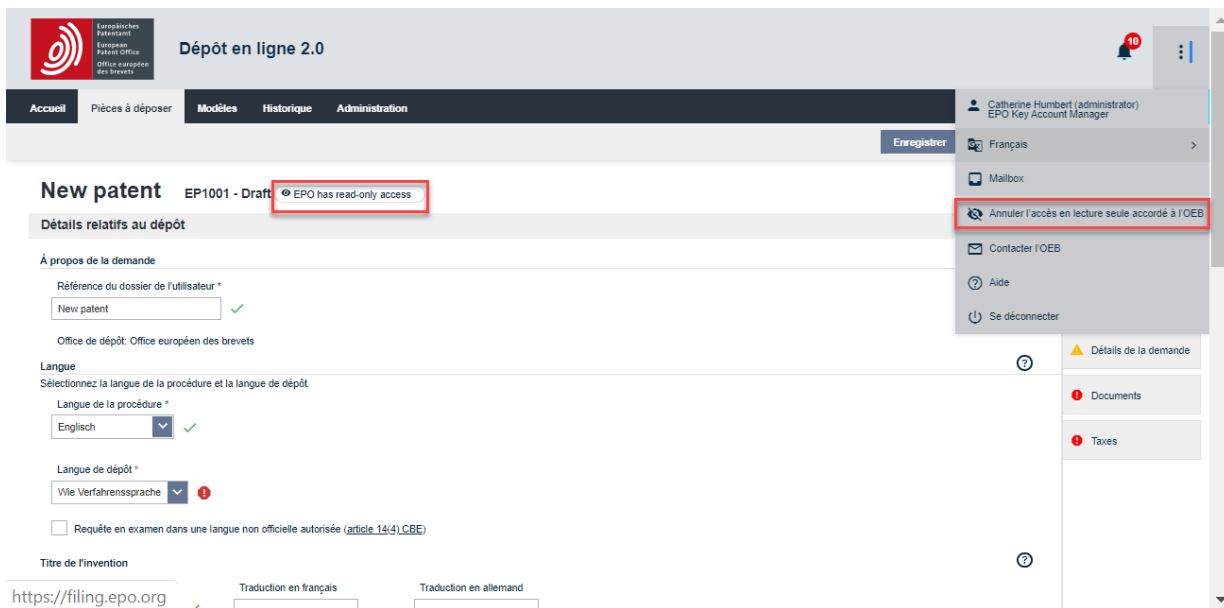 Europäisches
Patentamt
European
Patent Office
Office européen
des brevets
Dépôt en ligne 2.0
10
Accueil Pièces à déposer Modèles Historique Administration
Catherine Humbert (administrator)
EPO Key Account Manager
Enregistrer
Français
Mailbox
Annuler l'accès en lecture seule accordé à l'OEB
Contacter l'OEB
Aide
Se déconnecter
New patent EP1001 - Draft EPO has read-only access
Détails relatifs au dépôt
À propos de la demande
Référence du dossier de l'utilisateur *
New patent
Office de dépôt: Office européen des brevets
Détails de la demande
Documents
Taxes
Langue
Sélectionnez la langue de la procédure et la langue de dépôt.
Langue de la procédure *
Englisch
Langue de dépôt *
Wie Verfahrenssprache
Requête en examen dans une langue non officielle autorisée (article 14(4) CBE)
Titre de l'invention
Traduction en français Traduction en allemand
https://filing.epo.org